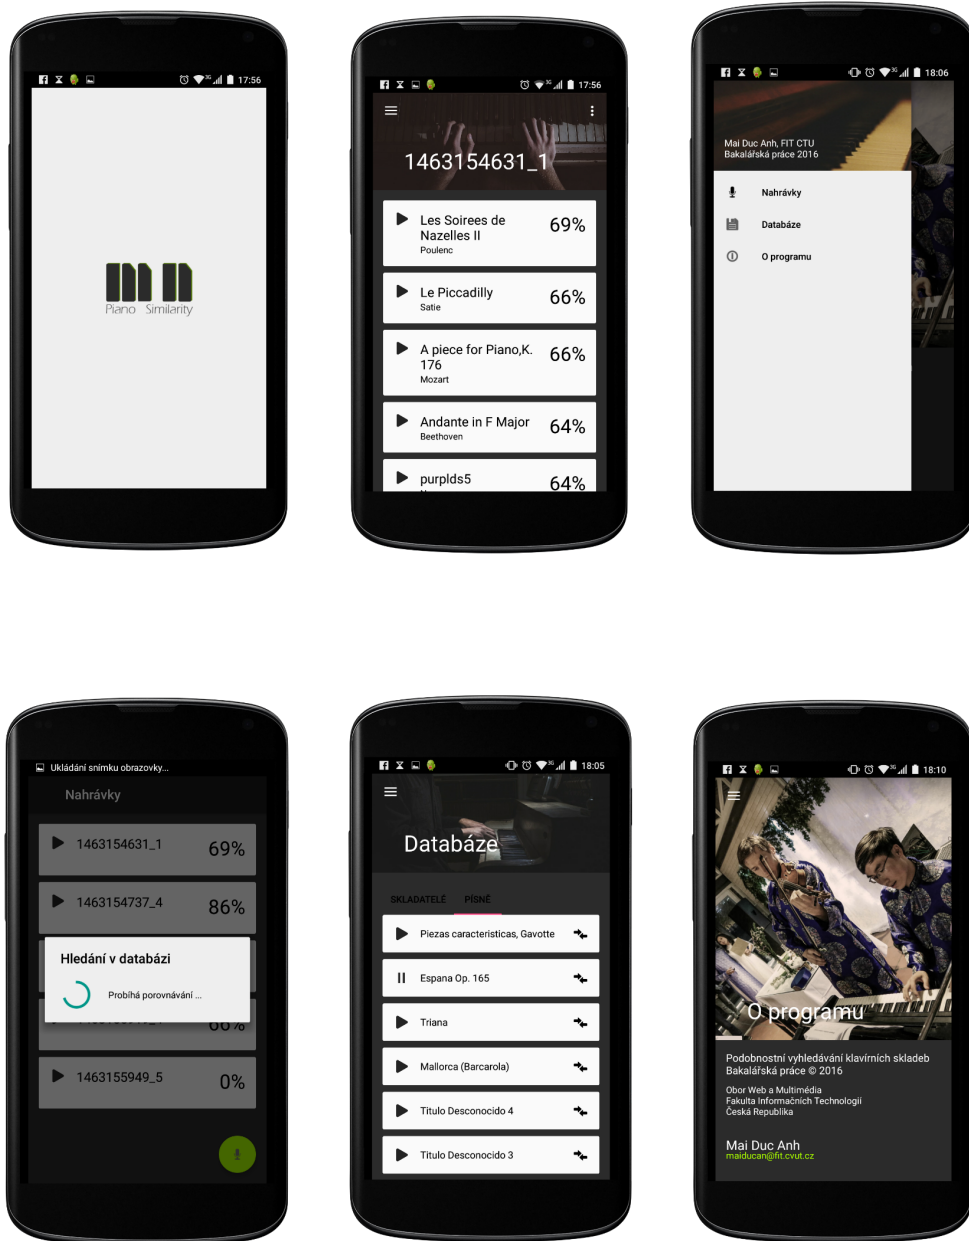 17:56
Piano Similarity
17:56
1463154631_1
Les Soirees de
Nazelles II
Poulenc
69%
Le Piccadilly
Satie
66%
A piece for Piano,K.
176
Mozart
66%
Andante in F Major
Beethoven
64%
purplds5
64%
18:06
Mai Duc Anh, FIT CTU
Bakalářská práce 2016
Nahrávky
Databáze
O programu
Ukládání snímku obrazovky...
Nahrávky
1463154631_1
69%
1463154737_4
86%
Hledání v databázi
Probíhá porovnávání ...
66%
1463155949_5
0%
18:05
Databáze
SKLADATELÉ PÍSNĚ
Piezas caracteristicas, Gavotte
Espana Op. 165
Triana
Mallorca (Barcarola)
Titulo Desconocido 4
Titulo Desconocido 3
18:10
O programu
Podobnostní vyhledávání klavírních skladeb
Bakalářská práce © 2016
Obor Web a Multimédia
Fakulta Informačních Technologií
Česká Republika
Mai Duc Anh
maiducan@fit.cvut.cz